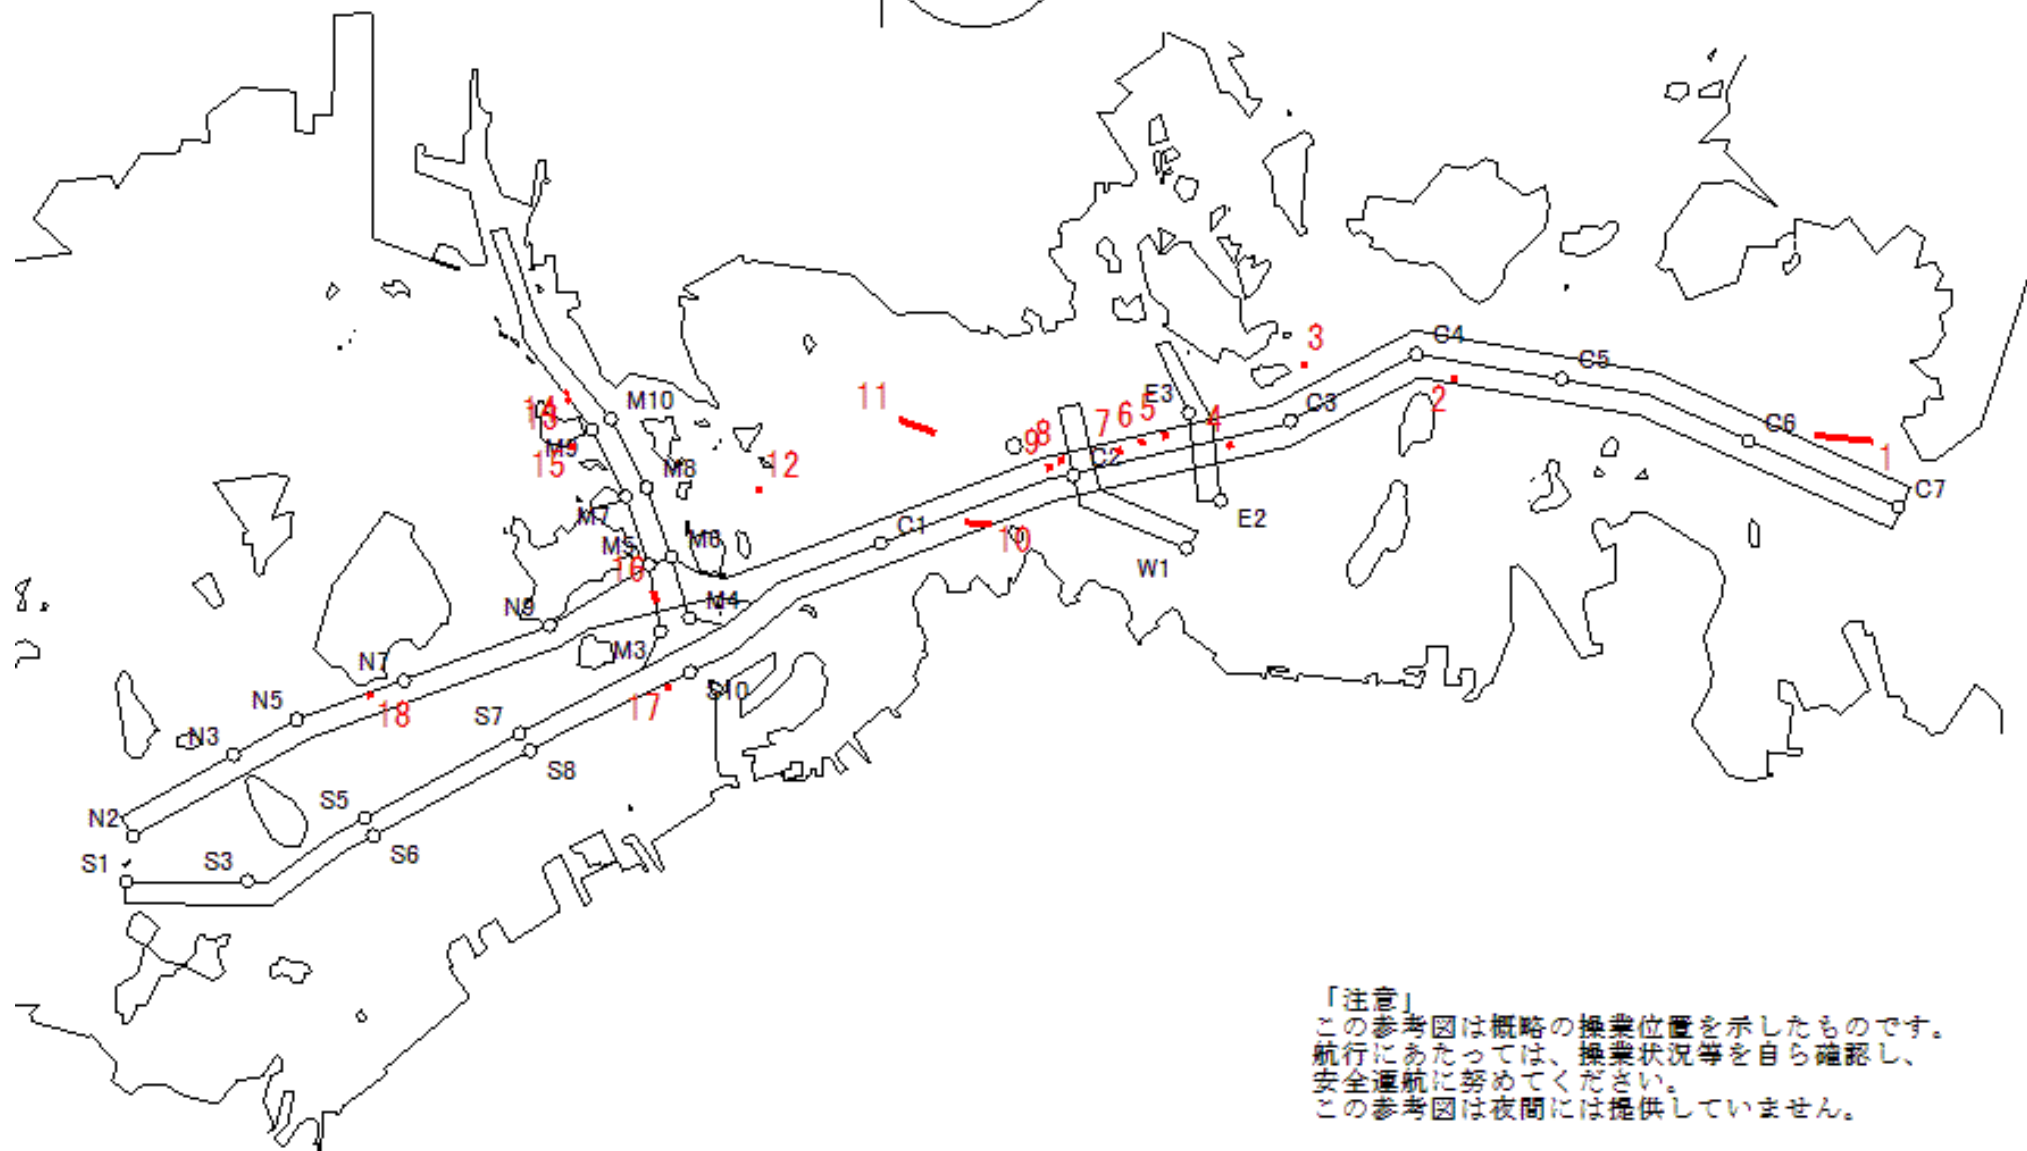 3
C4
C5
2
11
E3
4
C3
14
13
M10
7
6
5
9
8
C2
C6
1
M9
15
M8
12
C7
M7
C1
E2
M5
M6
10
W1
16
N9
M4
M3
N7
S10
17
N5
18
N3
S7
S8
S5
N2
S6
S1
S3
「注意」
この参考図は概略の操業位置を示したものです。
航行にあたっては、操業状況等を自ら確認し、
安全運航に努めてください。
この参考図は夜間には提供していません。